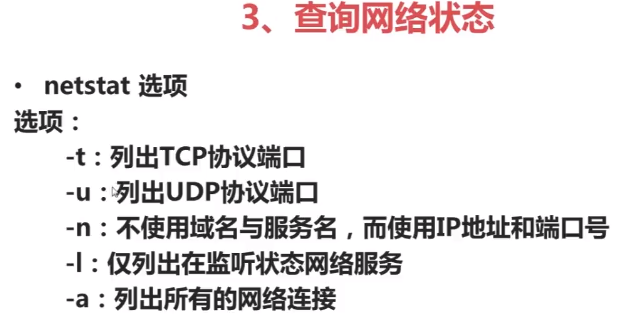 3、查询网络状态
• netstat 选项
选项：
-t：列出TCP协议端口
-u：列出UDP协议端口
-n：不使用域名与服务名，而使用IP地址和端口号
-l：仅列出在监听状态网络服务
-a：列出所有的网络连接